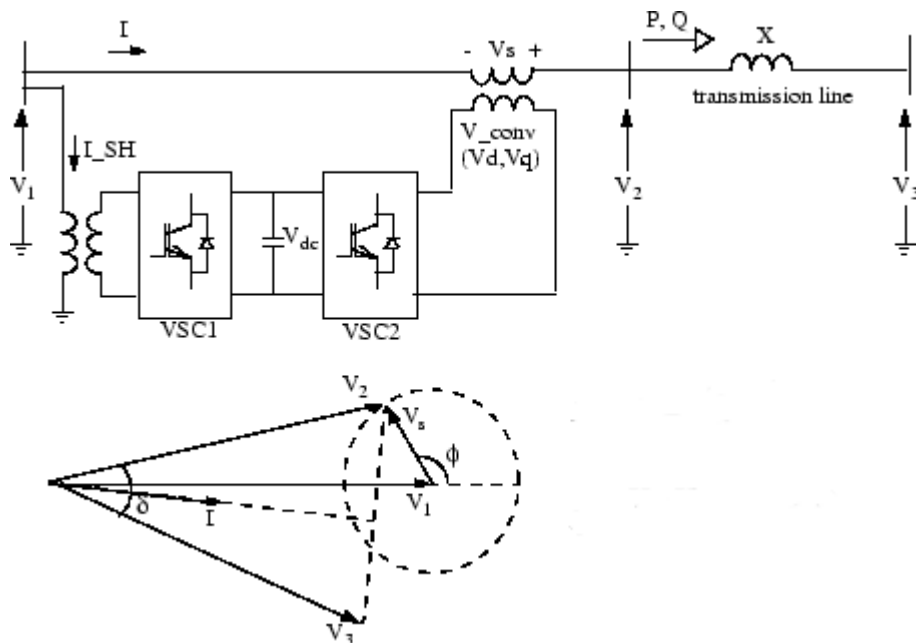 I
- Vs +
P, Q
X
transmission line
V_conv
(Vd,Vq)
I_SH
V1
V2
V3
Vdc
VSC1
VSC2
V2
Vs
ϕ
V1
δ
I
V3